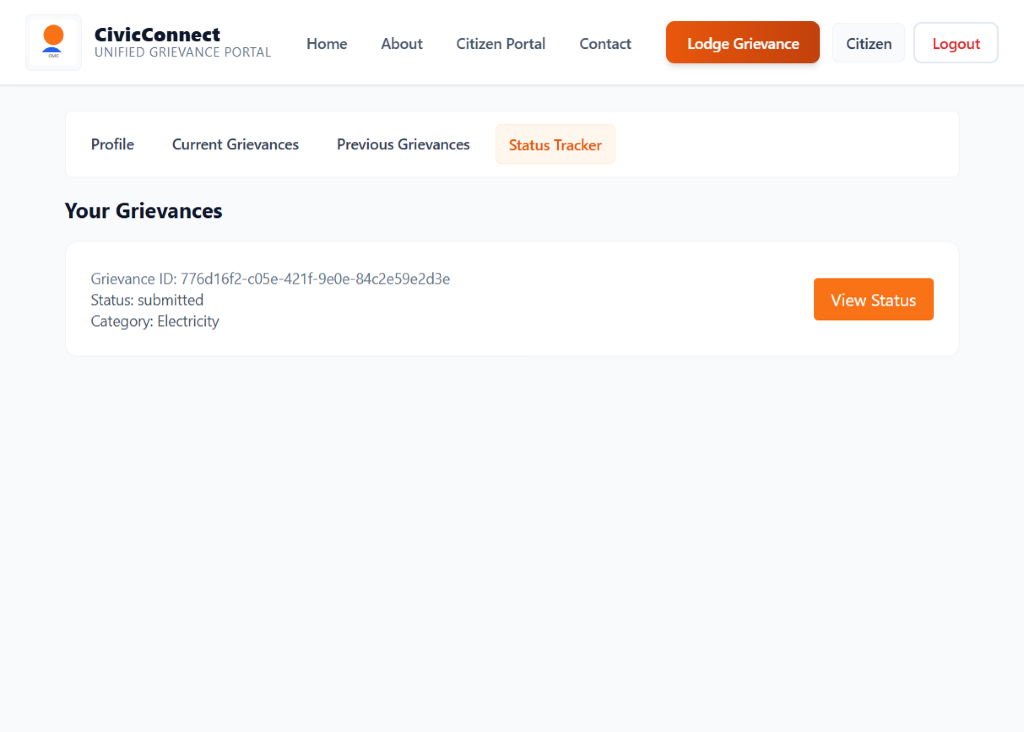 CivicConnect
UNIFIED GRIEVANCE PORTAL
Home
About
Citizen Portal
Contact
Lodge Grievance
Citizen
Logout
Profile
Current Grievances
Previous Grievances
Status Tracker
Your Grievances
Grievance ID: 776d16f2-c05e-421f-9e0e-84c2e59e2d3e
Status: submitted
Category: Electricity
View Status